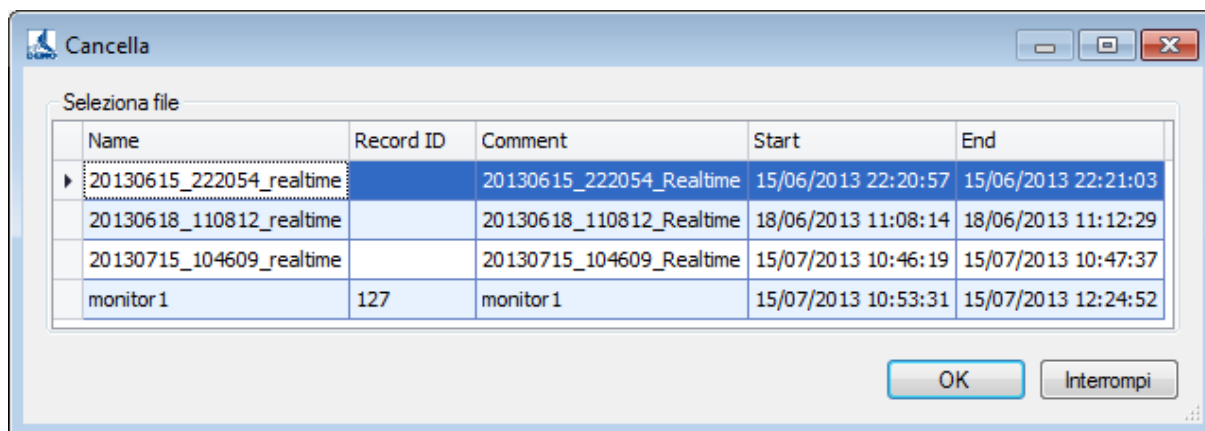 Cancella
Seleziona file
Name Record ID Comment Start End
20130615_222054_realtime 20130615_222054_Realtime 15/06/2013 22:20:57 15/06/2013 22:21:03
20130618_110812_realtime 20130618_110812_Realtime 18/06/2013 11:08:14 18/06/2013 11:12:29
20130715_104609_realtime 20130715_104609_Realtime 15/07/2013 10:46:19 15/07/2013 10:47:37
monitor1 127 monitor1 15/07/2013 10:53:31 15/07/2013 12:24:52
OK Interrompi